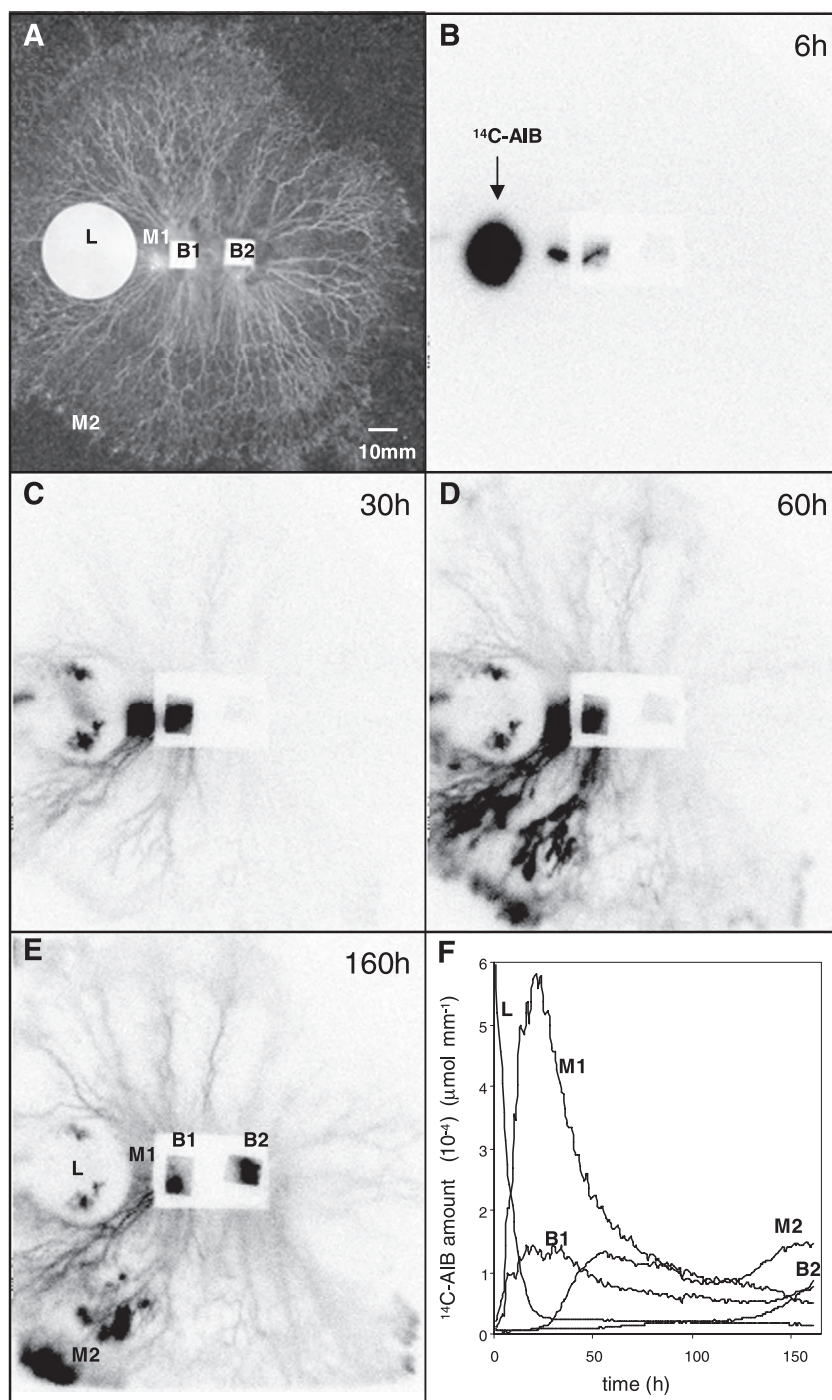 A
L
M1
B1
B2
M2
10mm
B
6h
¹⁴C-AIB
C
30h
D
60h
E
160h
B1
B2
M1
L
M2
F
¹⁴C-AIB amount (10⁻⁴) (μmol mm⁻¹)
6
5
4
3
2
1
0
L
M1
B1
M2
B2
0
50
100
150
time (h)